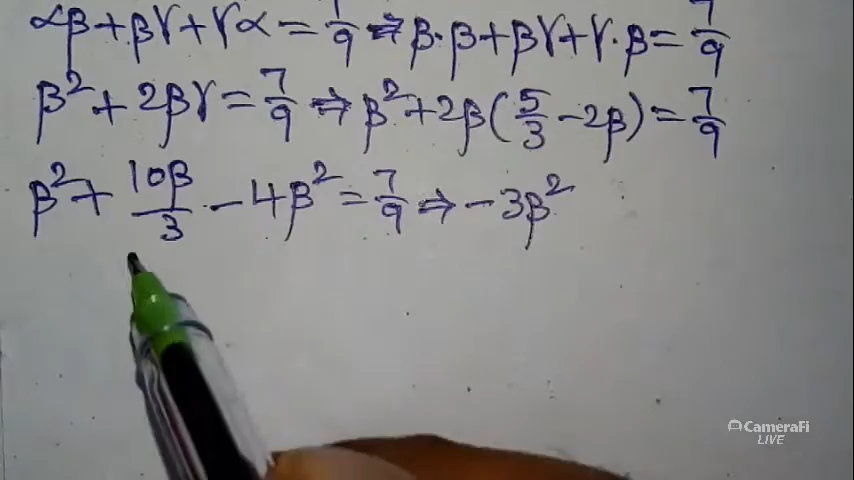 αβ+βγ+γα=7/9 ⇒ β·β+βγ+γ·β=7/9
β²+2βγ=7/9 ⇒ β²+2β(5/3-2β)=7/9
β²+10β/3-4β²=7/9 ⇒ -3β²
CameraFi
LIVE